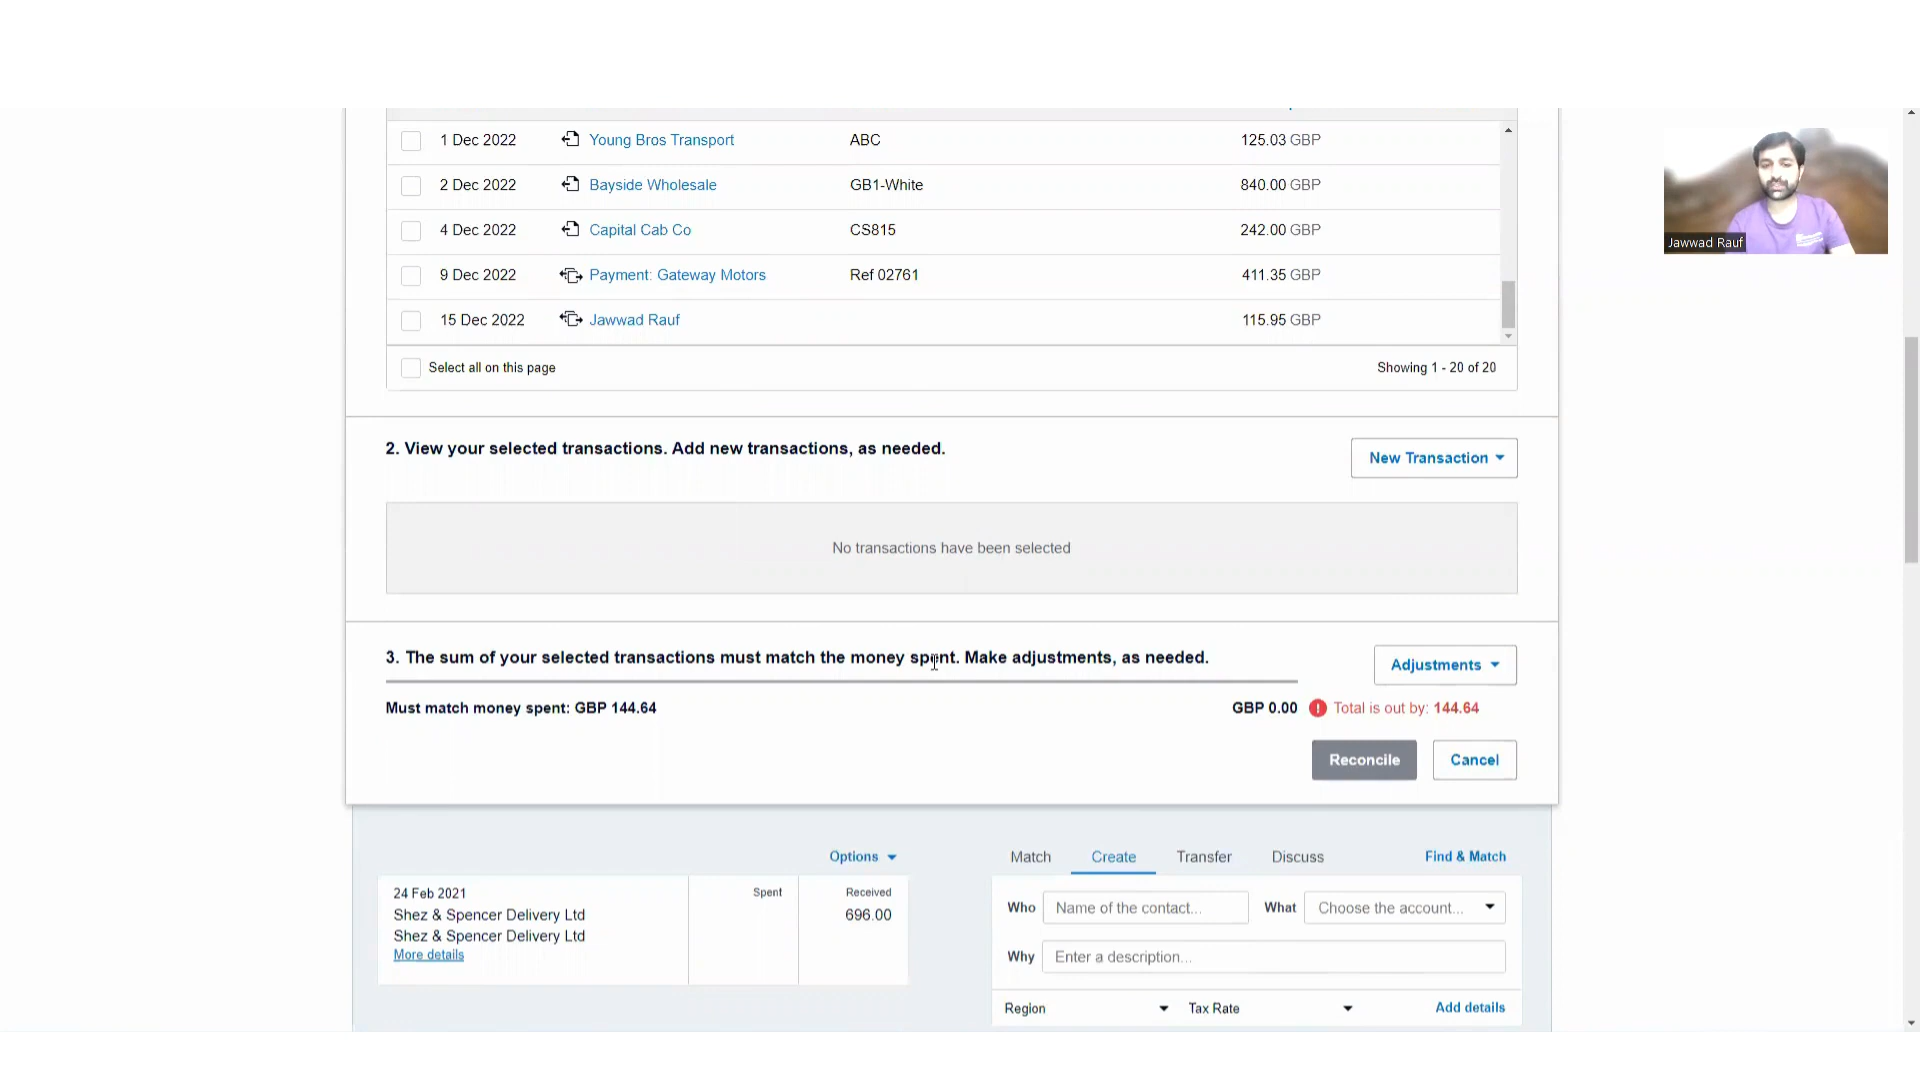 1 Dec 2022 Young Bros Transport ABC 125.03 GBP
2 Dec 2022 Bayside Wholesale GB1-White 840.00 GBP
4 Dec 2022 Capital Cab Co CS815 242.00 GBP
9 Dec 2022 Payment: Gateway Motors Ref 02761 411.35 GBP
15 Dec 2022 Jawwad Rauf 115.95 GBP
Select all on this page Showing 1 - 20 of 20
Jawwad Rauf
2. View your selected transactions. Add new transactions, as needed. New Transaction
No transactions have been selected
3. The sum of your selected transactions must match the money spent. Make adjustments, as needed. Adjustments
Must match money spent: GBP 144.64 GBP 0.00 Total is out by: 144.64
Reconcile Cancel
Options
24 Feb 2021 Spent Received
Shez & Spencer Delivery Ltd 696.00
Shez & Spencer Delivery Ltd
More details
Match Create Transfer Discuss Find & Match
Who Name of the contact... What Choose the account...
Why Enter a description...
Region Tax Rate Add details